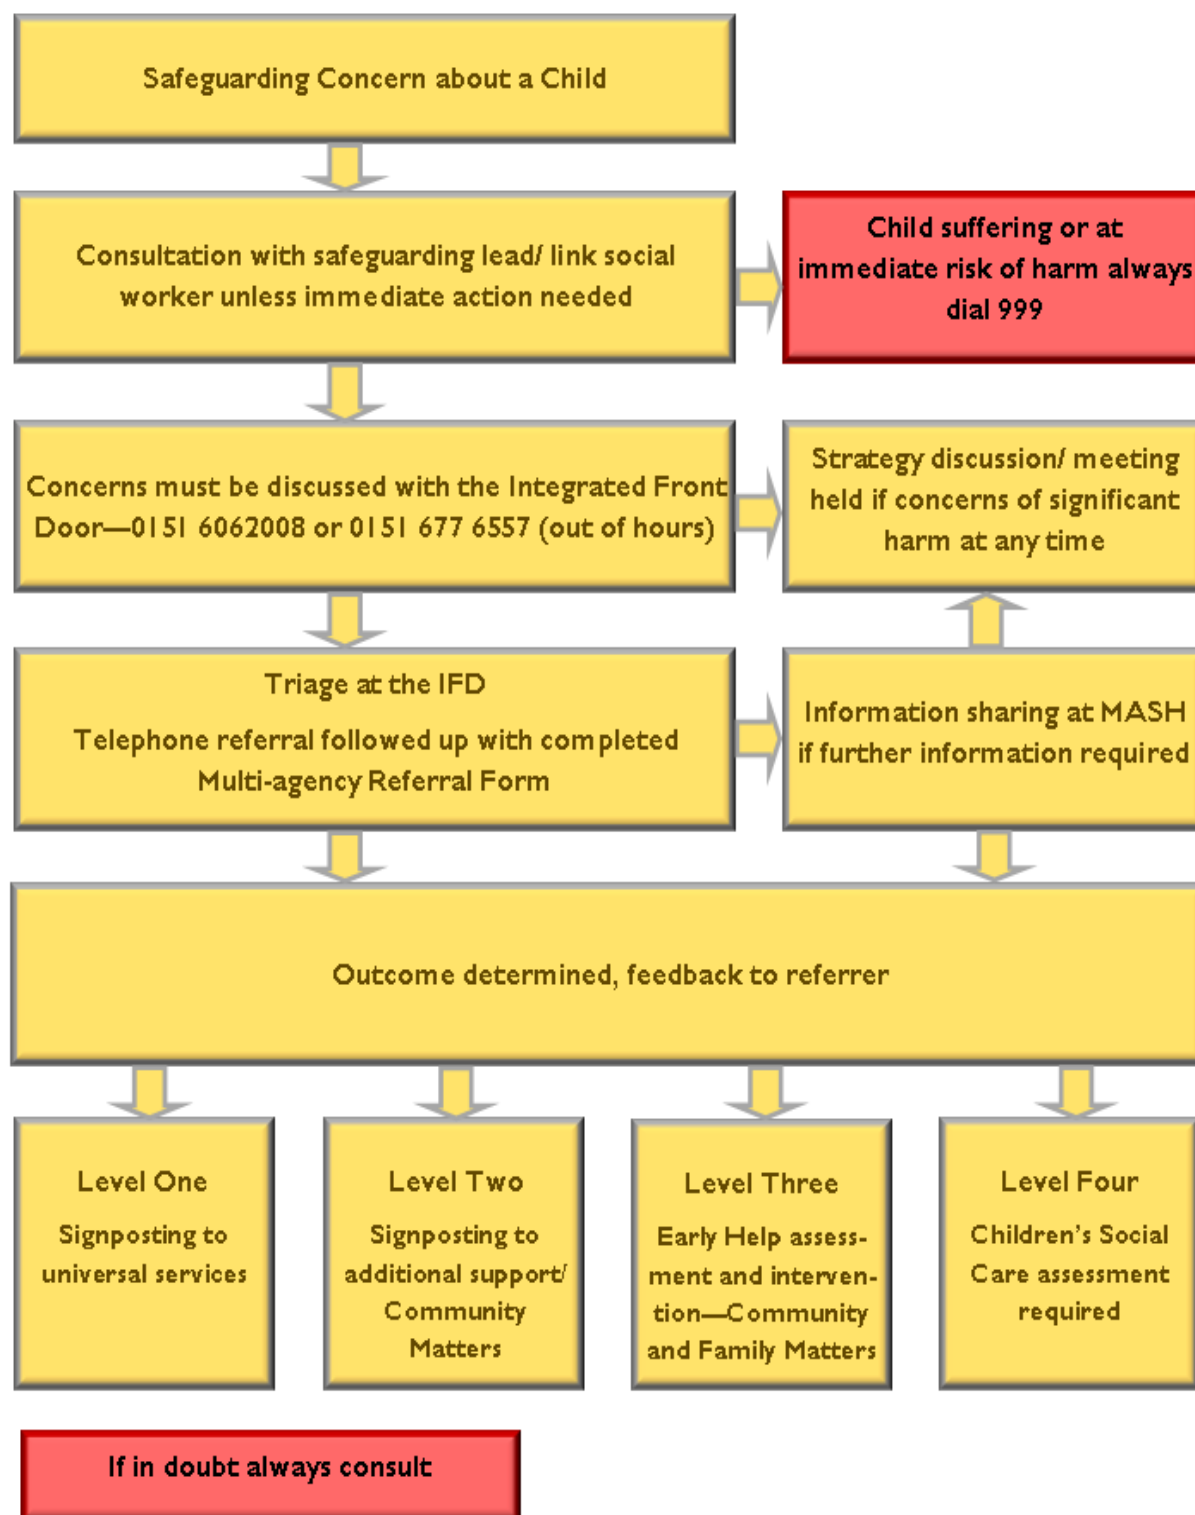 Safeguarding Concern about a Child
Consultation with safeguarding lead/ link social
worker unless immediate action needed
Child suffering or at
immediate risk of harm always
dial 999
Concerns must be discussed with the Integrated Front
Door—0151 6062008 or 0151 677 6557 (out of hours)
Strategy discussion/ meeting
held if concerns of significant
harm at any time
Triage at the IFD
Telephone referral followed up with completed
Multi-agency Referral Form
Information sharing at MASH
if further information required
Outcome determined, feedback to referrer
Level One
Signposting to
universal services
Level Two
Signposting to
additional support/
Community
Matters
Level Three
Early Help assess-
ment and interven-
tion—Community
and Family Matters
Level Four
Children’s Social
Care assessment
required
If in doubt always consult